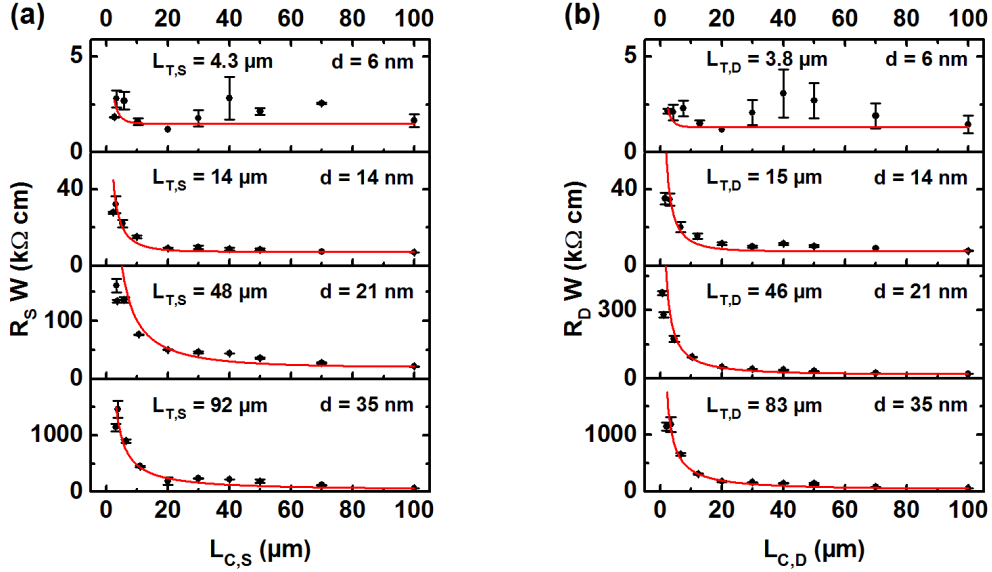 (a)
0 20 40 60 80 100
5
0
L_T,S = 4.3 µm d = 6 nm
40
0
L_T,S = 14 µm d = 14 nm
100
0
L_T,S = 48 µm d = 21 nm
1000
0
L_T,S = 92 µm d = 35 nm
R_S W (kΩ cm)
0 20 40 60 80 100
L_C,S (µm)
(b)
0 20 40 60 80 100
5
0
L_T,D = 3.8 µm d = 6 nm
40
0
L_T,D = 15 µm d = 14 nm
300
0
L_T,D = 46 µm d = 21 nm
1000
0
L_T,D = 83 µm d = 35 nm
R_D W (kΩ cm)
0 20 40 60 80 100
L_C,D (µm)